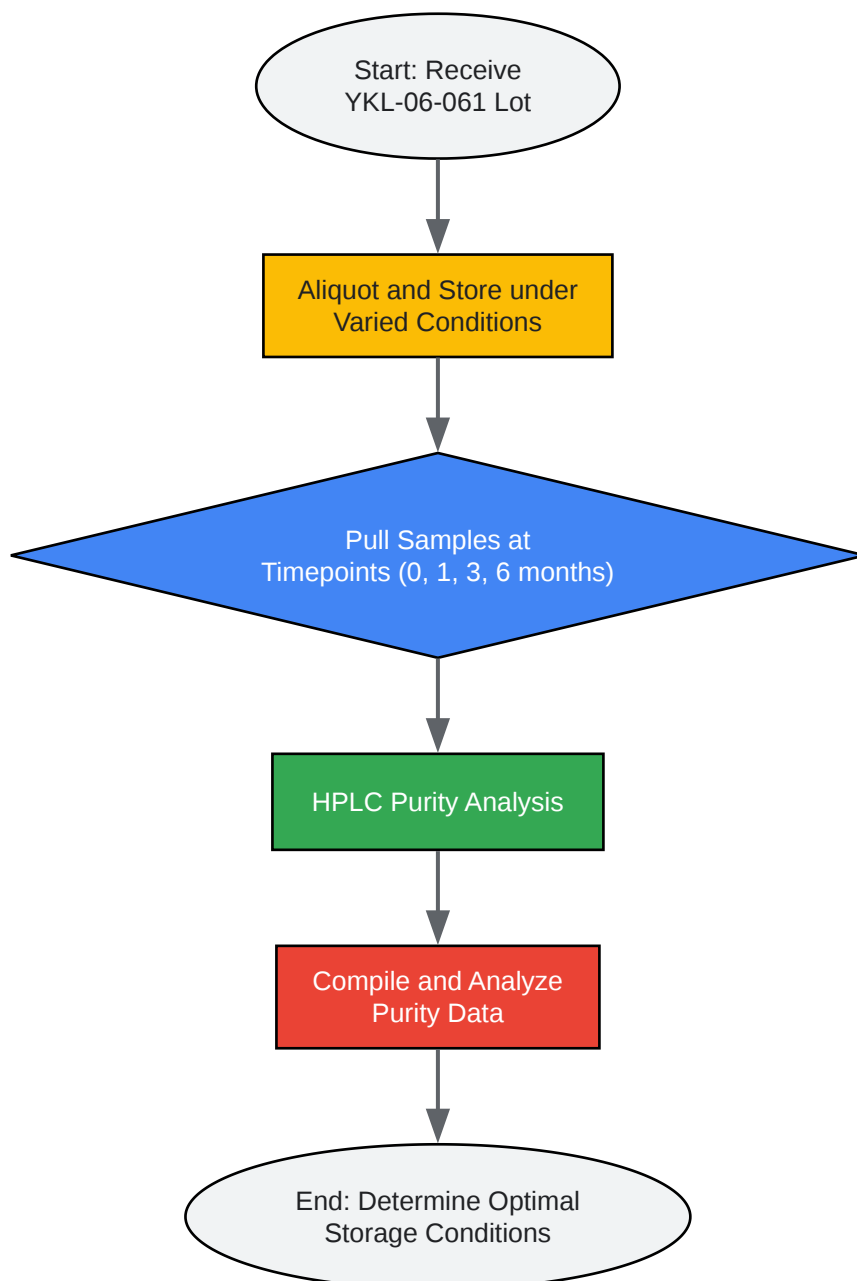 Start: Receive
YKL-06-061 Lot
Aliquot and Store under
Varied Conditions
Pull Samples at
Timepoints (0, 1, 3, 6 months)
HPLC Purity Analysis
Compile and Analyze
Purity Data
End: Determine Optimal
Storage Conditions